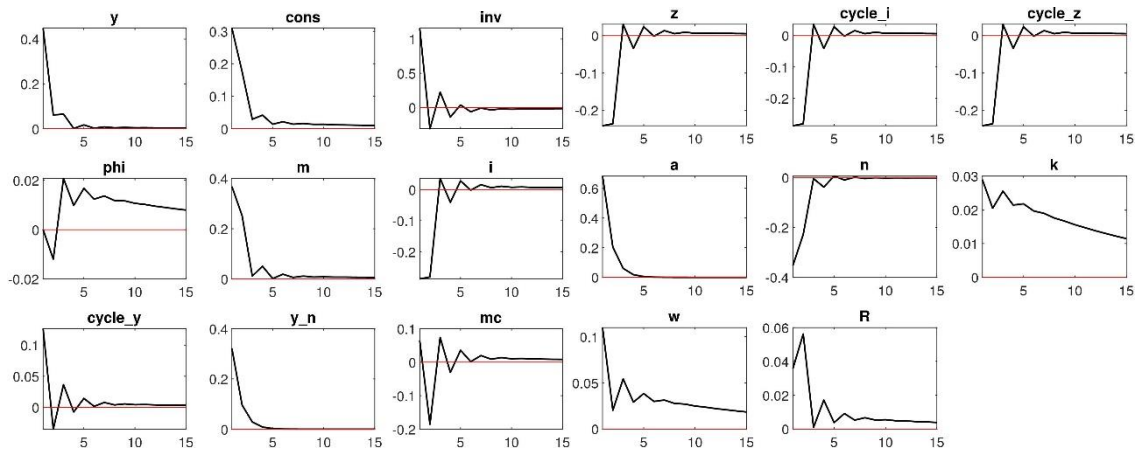 y cons inv z cycle_i cycle_z
0.4 0.3 1 0 0 0
0.2 0.2 0.5 -0.1 -0.1 -0.1
0.1 0 -0.2 -0.2 -0.2
0 0
5 10 15 5 10 15 5 10 15 5 10 15 5 10 15 5 10 15
phi m i a n k
0.02 0.4 0 0.6 0 0.03
0 0.2 -0.1 0.4 -0.2 0.02
-0.02 0 -0.2 0.2 -0.4 0.01
0 0
5 10 15 5 10 15 5 10 15 5 10 15 5 10 15 5 10 15
cycle_y y_n mc w R
0.1 0.4 0.1 0.1 0.06
0.05 0.2 0 0.05 0.04
0 0 -0.1 0 0.02
-0.2 0
5 10 15 5 10 15 5 10 15 5 10 15 5 10 15